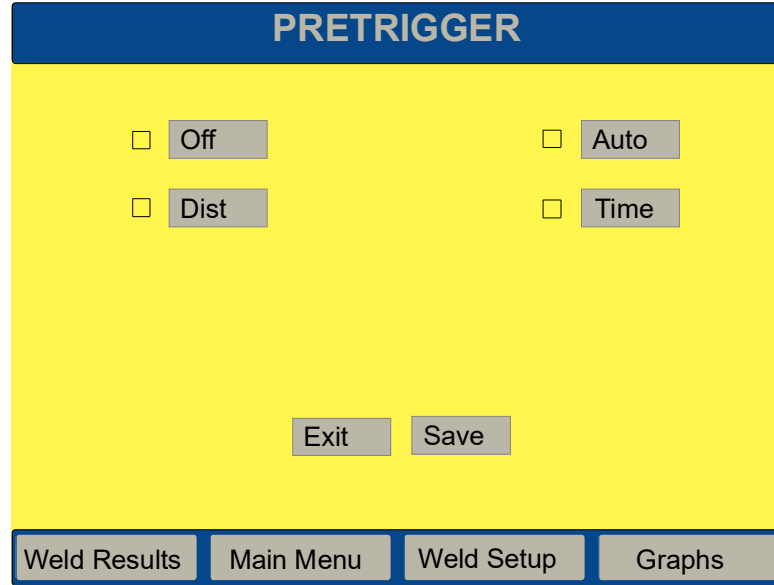 PRETRIGGER
Off
Auto
Dist
Time
Exit
Save
Weld Results
Main Menu
Weld Setup
Graphs